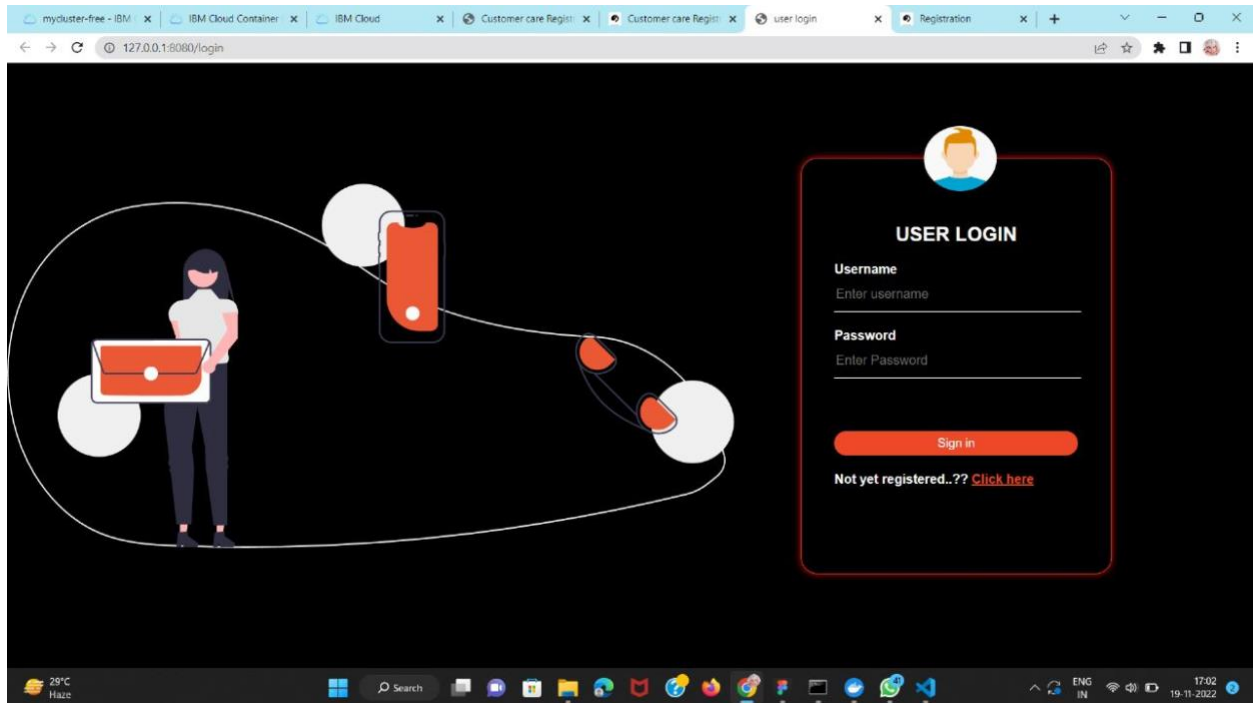 mycluster-free - IBM
IBM Cloud Container
IBM Cloud
Customer care Regist
Customer care Regist
user login
Registration
127.0.0.1:8080/login
USER LOGIN
Username
Enter username
Password
Enter Password
Sign in
Not yet registered..?? Click here
29°C
Haze
Search
41
ENG
IN
17:02
19-11-2022
2